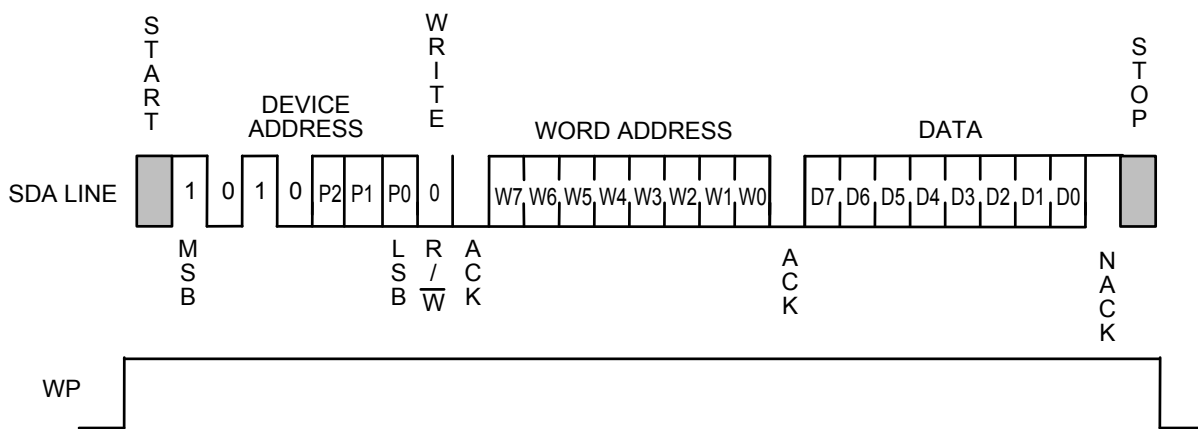 START
WRITE
STOP
DEVICE
ADDRESS
WORD ADDRESS
DATA
SDA LINE
1 0 1 0 P2 P1 P0 0 W7 W6 W5 W4 W3 W2 W1 W0 D7 D6 D5 D4 D3 D2 D1 D0
MSB
LSB
R/W̅
ACK
ACK
NACK
WP